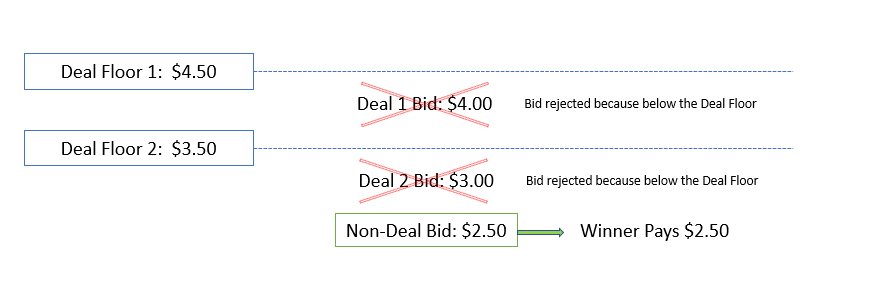 Deal Floor 1: $4.50
Deal 1 Bid: $4.00 Bid rejected because below the Deal Floor
Deal Floor 2: $3.50
Deal 2 Bid: $3.00 Bid rejected because below the Deal Floor
Non-Deal Bid: $2.50 Winner Pays $2.50